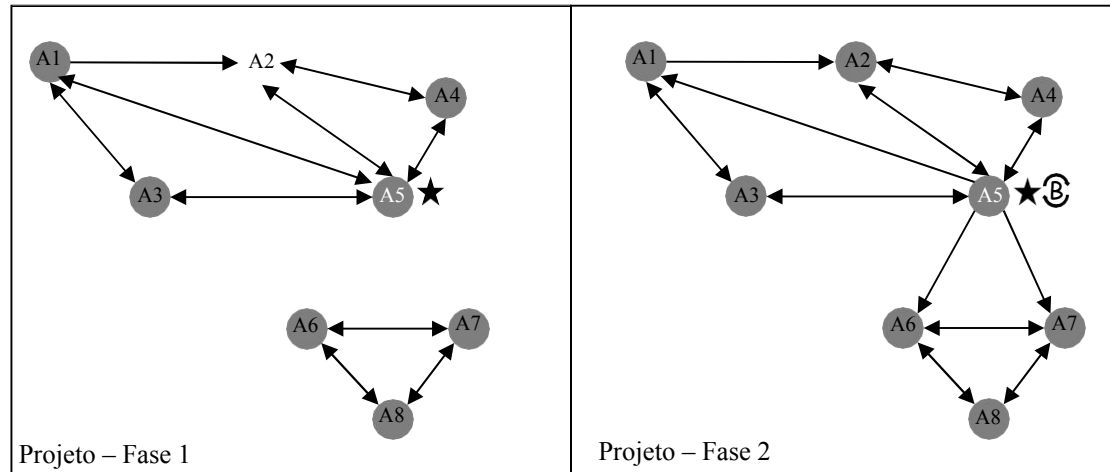 A1
A2
A4
A3
A5
A6
A7
A8
Projeto – Fase 1
A1
A2
A4
A3
A5
B
A6
A7
A8
Projeto – Fase 2